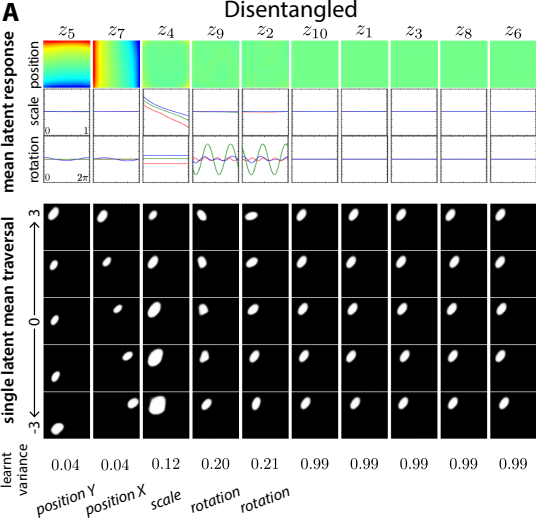 A
Disentangled
z5 z7 z4 z9 z2 z10 z1 z3 z8 z6
mean latent response
position
scale
0 1
rotation
0 2π
single latent mean traversal
-3 0 3
learnt
variance
0.04 0.04 0.12 0.20 0.21 0.99 0.99 0.99 0.99 0.99
position Y position X scale rotation rotation